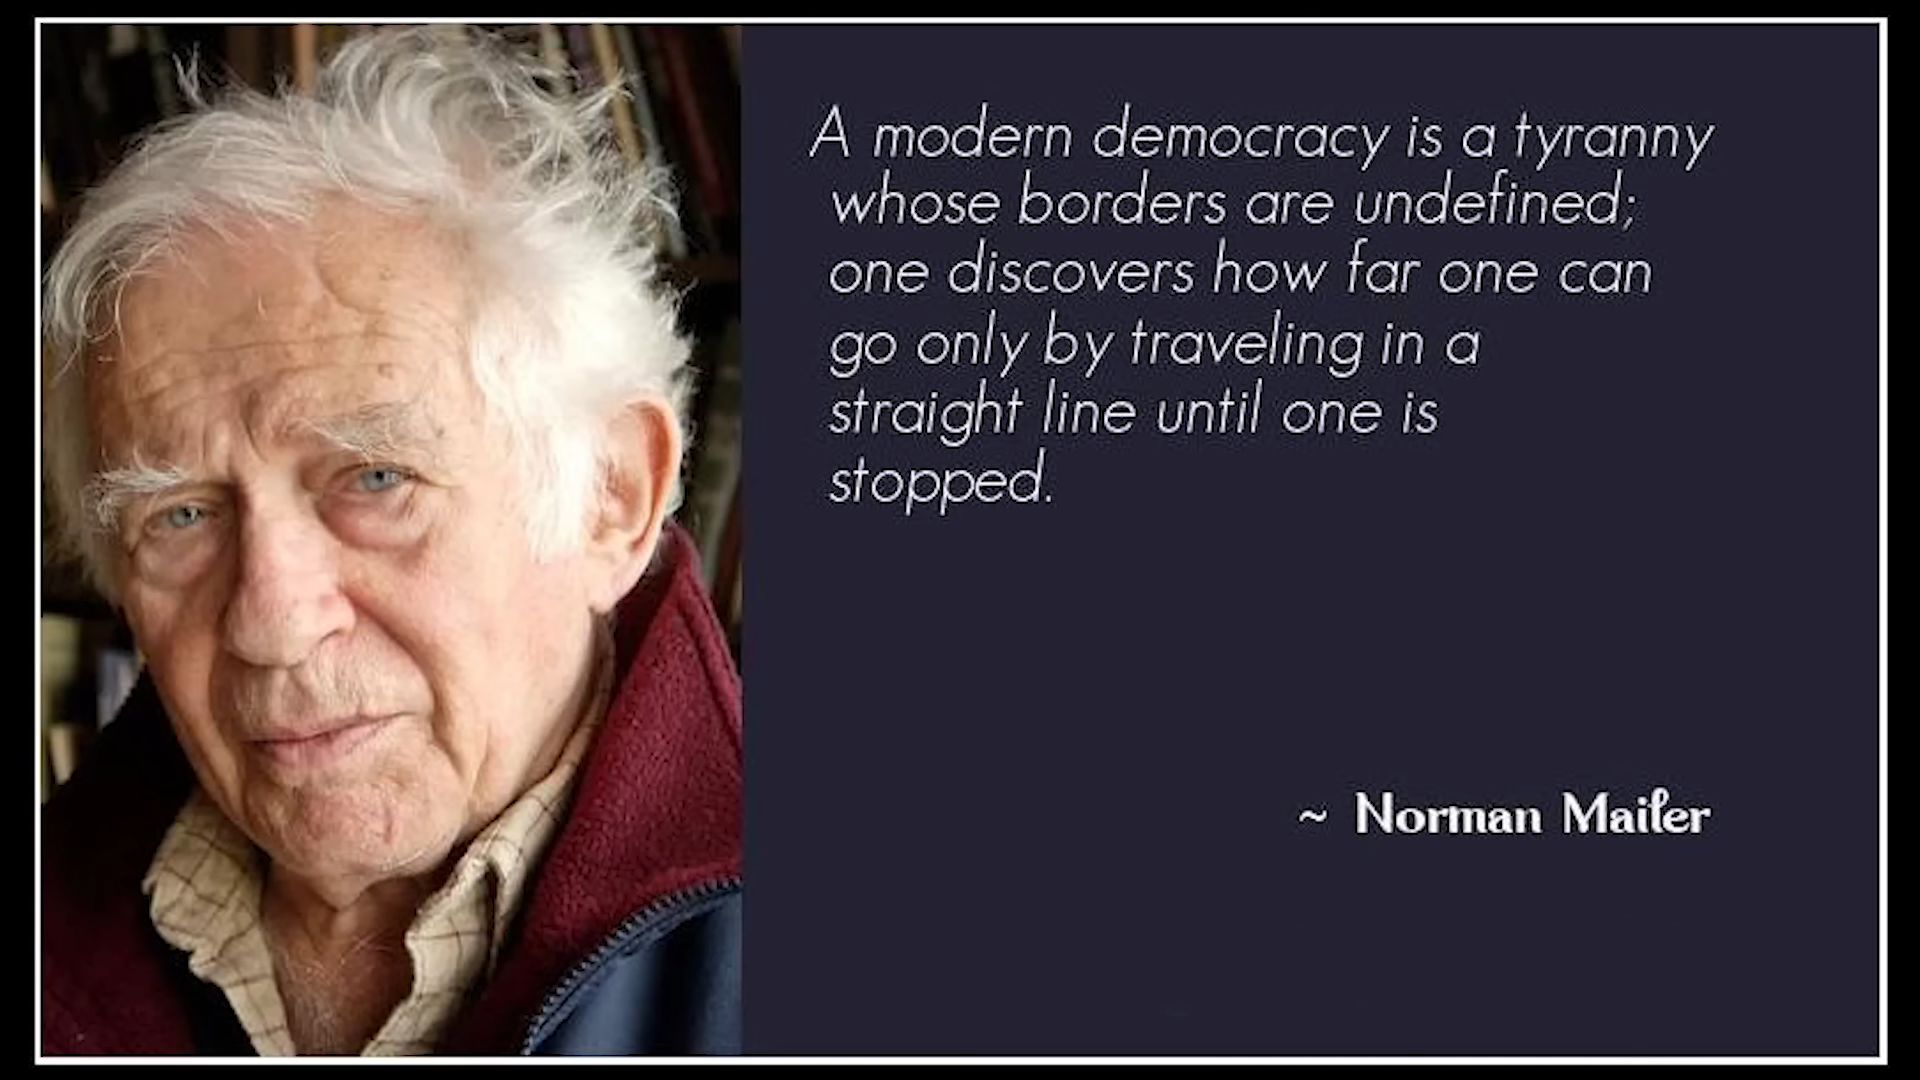 A modern democracy is a tyranny
whose borders are undefined;
one discovers how far one can
go only by traveling in a
straight line until one is
stopped.
~ Norman Mailer